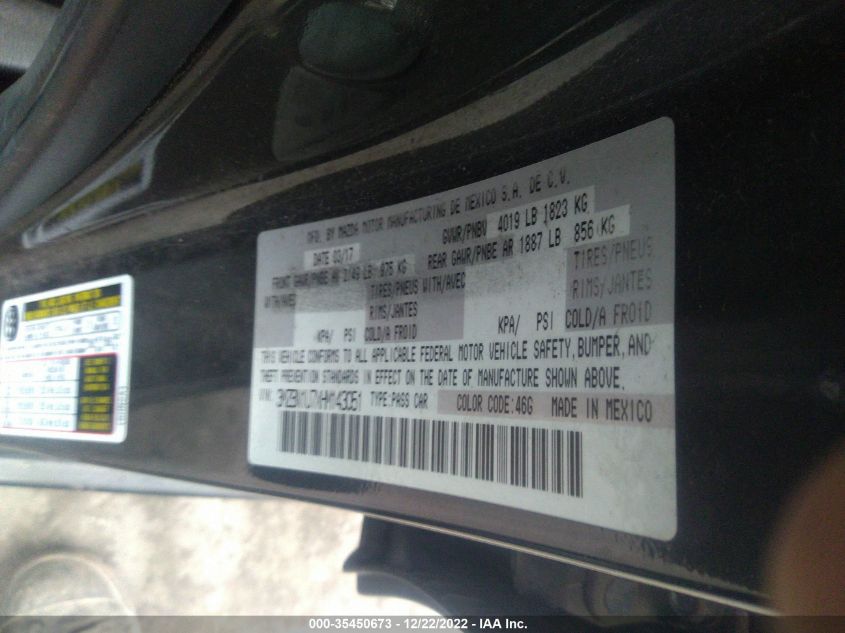 MFD. BY MAZDA MOTOR MANUFACTURING DE MEXICO S.A. DE C.V.
DATE 03/17 GVWR/PNBV 4019 LB 1823 KG
FRONT GAWR/PNBE AV LB 975 KG REAR GAWR/PNBE AR 1887 LB 856 KG
WITH/AVEC TIRES/PNEUS WITH/AVEC TIRES/PNEUS
RIMS/JANTES RIMS/JANTES
KPA/ PSI COLD/A FROID KPA/ PSI COLD/A FROID
THIS VEHICLE CONFORMS TO ALL APPLICABLE FEDERAL MOTOR VEHICLE SAFETY, BUMPER, AND
THEFT PREVENTION STANDARDS IN EFFECT ON THE DATE OF MANUFACTURE SHOWN ABOVE.
VIN: TYPE:PASS CAR COLOR CODE:46G MADE IN MEXICO
000-35450673 - 12/22/2022 - IAA Inc.